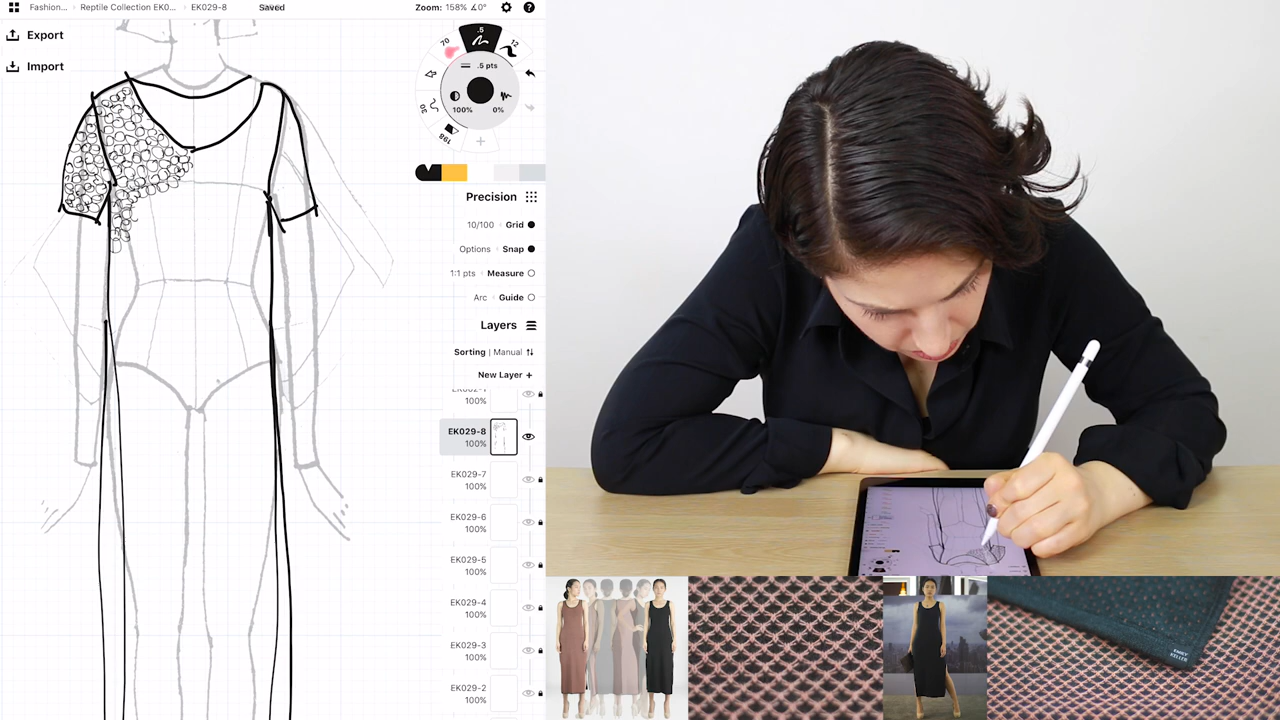 Fashion... ‹ Reptile Collection EK0... ‹ EK029-8
Saved
Zoom: 158% ∡0°
Export
Import
.5
12
70
.5 pts
100%
0%
30
198
Precision
10/100 ‹ Grid
Options ‹ Snap
1:1 pts ‹ Measure
Arc ‹ Guide
Layers
Sorting | Manual
New Layer +
100%
EK029-8
100%
EK029-7
100%
EK029-6
100%
EK029-5
100%
EK029-4
100%
EK029-3
100%
EK029-2
100%
EMILY
KELLER